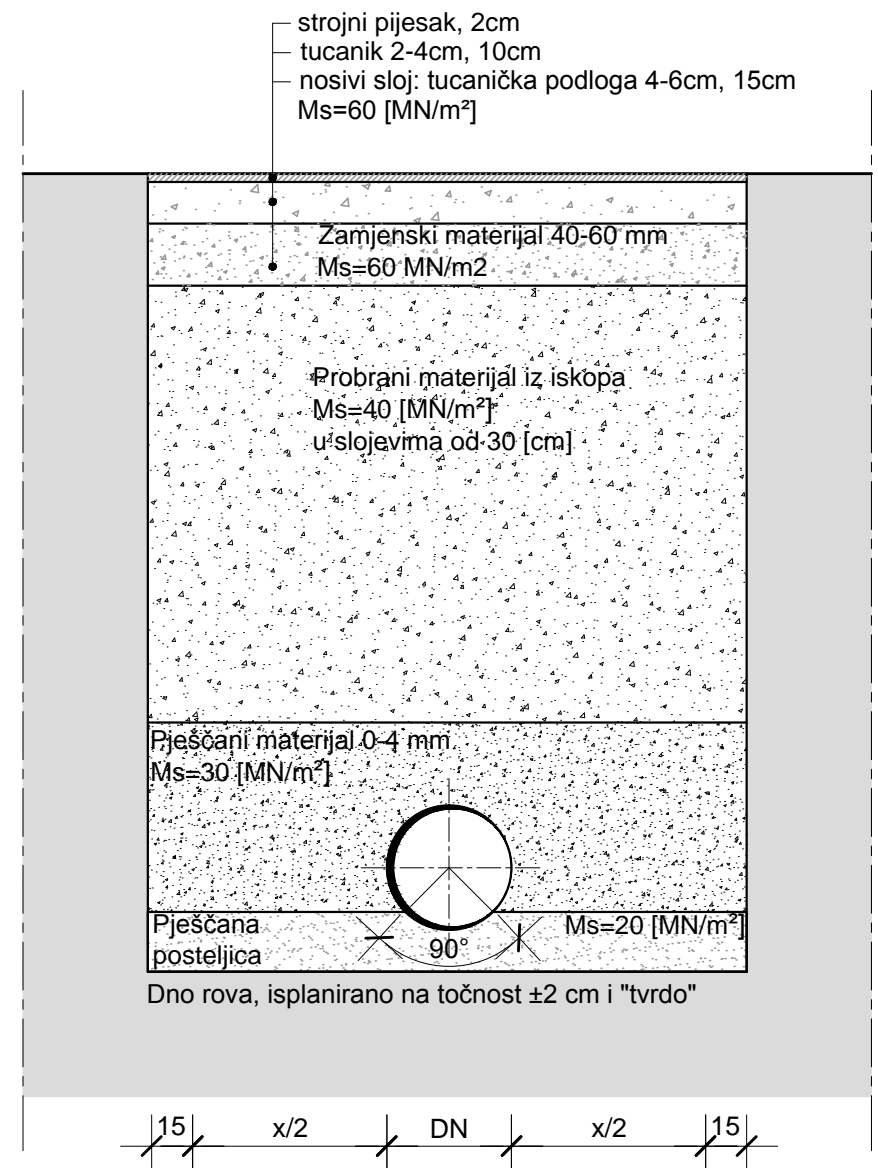 strojni pijesak, 2cm
tucanik 2-4cm, 10cm
nosivi sloj: tucanička podloga 4-6cm, 15cm
Ms=60 [MN/m²]
Zamjenski materijal 40-60 mm
Ms=60 MN/m2
Probrani materijal iz iskopa
Ms=40 [MN/m²]
u slojevima od 30 [cm]
Pješčani materijal 0-4 mm
Ms=30 [MN/m²]
Pješčana
posteljica
90°
Ms=20 [MN/m²]
Dno rova, isplanirano na točnost ±2 cm i "tvrdo"
15 x/2 DN x/2 15